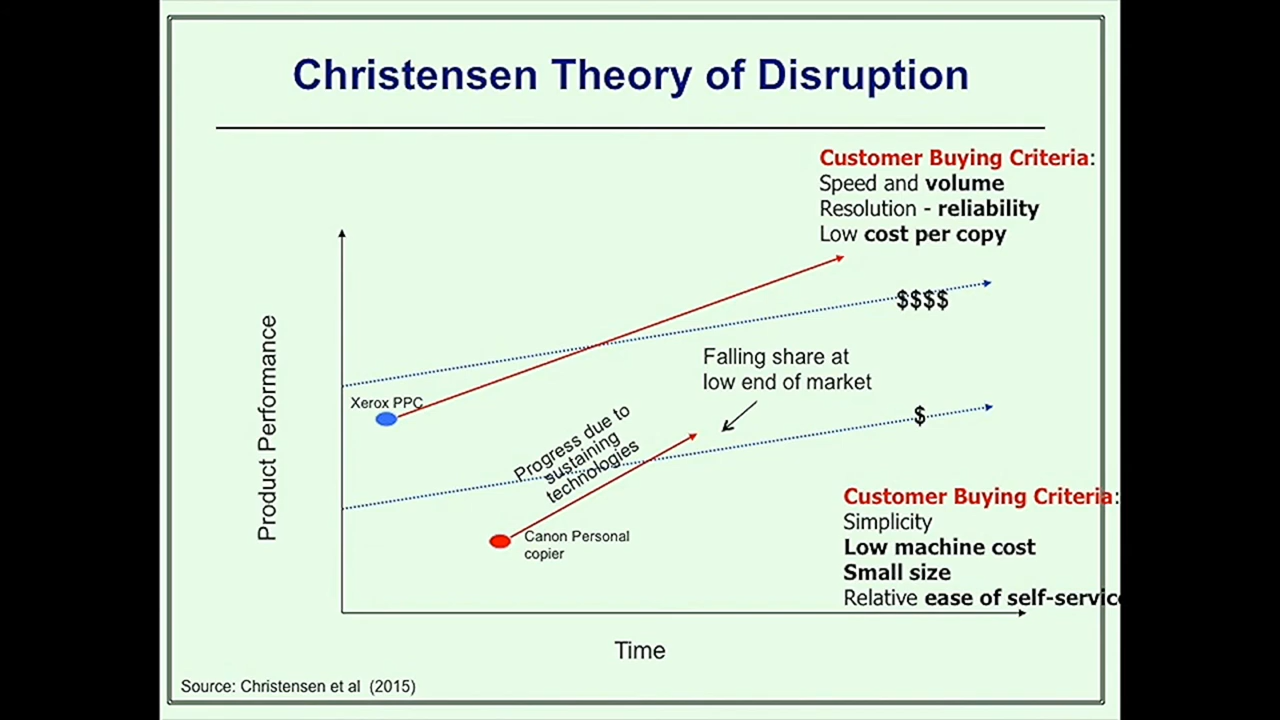 Christensen Theory of Disruption
Customer Buying Criteria:
Speed and volume
Resolution - reliability
Low cost per copy
$$$$
Falling share at
low end of market
Xerox PPC
Progress due to
sustaining
technologies
$
Product Performance
Canon Personal
copier
Customer Buying Criteria:
Simplicity
Low machine cost
Small size
Relative ease of self-service
Time
Source: Christensen et al (2015)